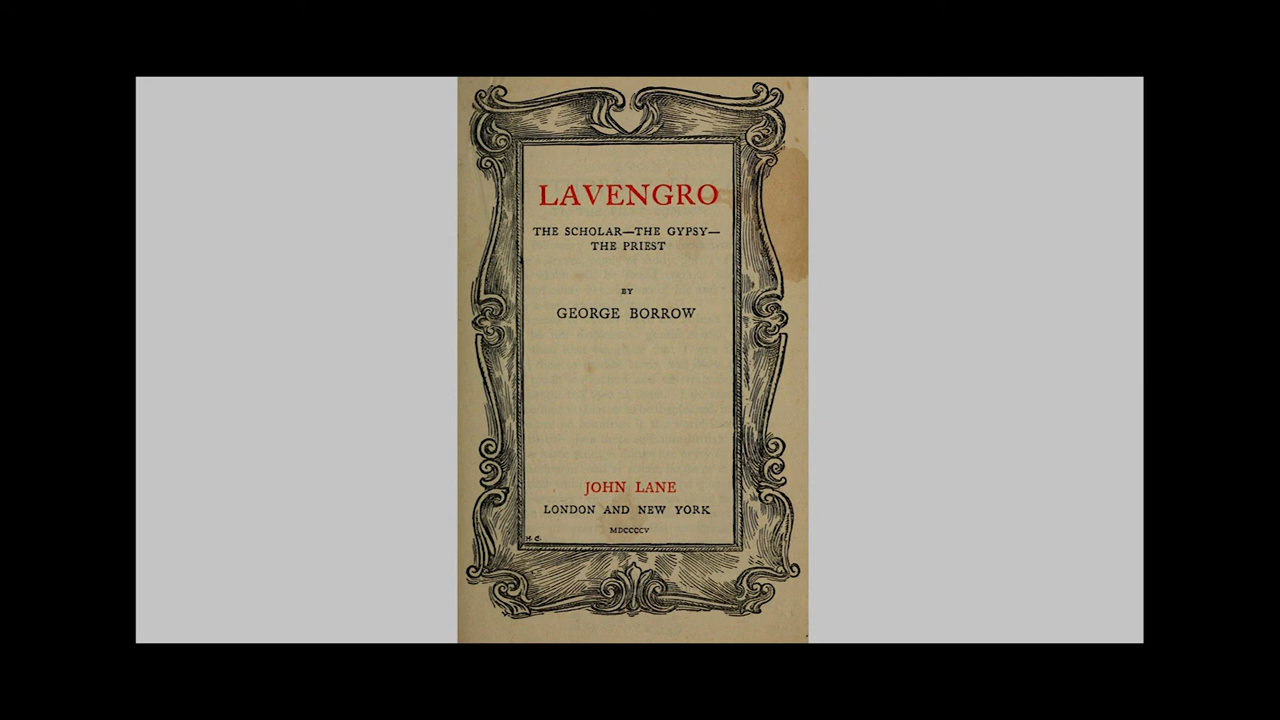 LAVENGRO
THE SCHOLAR—THE GYPSY—
THE PRIEST
BY
GEORGE BORROW
JOHN LANE
LONDON AND NEW YORK
MDCCCCV
H. C.